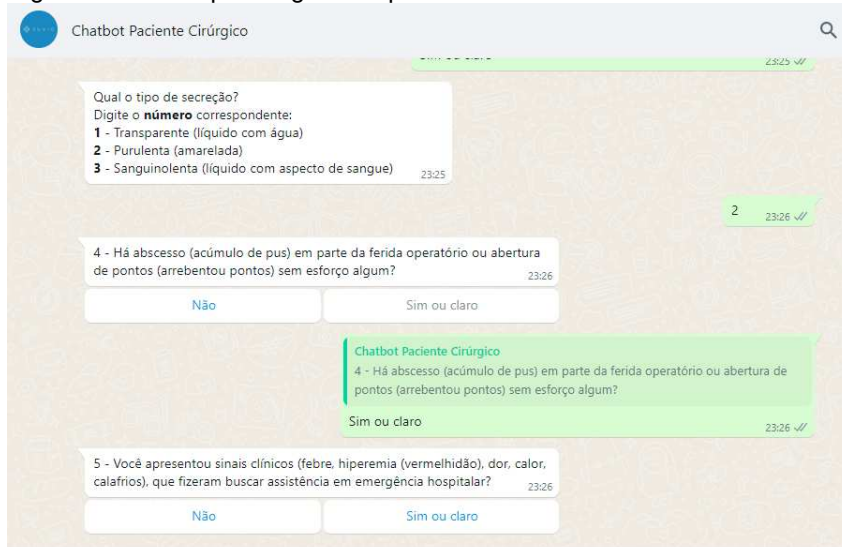 Chatbot Paciente Cirúrgico
23:25
Qual o tipo de secreção?
Digite o número correspondente:
1 - Transparente (líquido com água)
2 - Purulenta (amarelada)
3 - Sanguinolenta (líquido com aspecto de sangue)
23:25
2
23:26
4 - Há abscesso (acúmulo de pus) em parte da ferida operatório ou abertura
de pontos (arrebentou pontos) sem esforço algum?
23:26
Não
Sim ou claro
Chatbot Paciente Cirúrgico
4 - Há abscesso (acúmulo de pus) em parte da ferida operatório ou abertura de
pontos (arrebentou pontos) sem esforço algum?
Sim ou claro
23:26
5 - Você apresentou sinais clínicos (febre, hiperemia (vermelhidão), dor, calor,
calafrios), que fizeram buscar assistência em emergência hospitalar?
23:26
Não
Sim ou claro